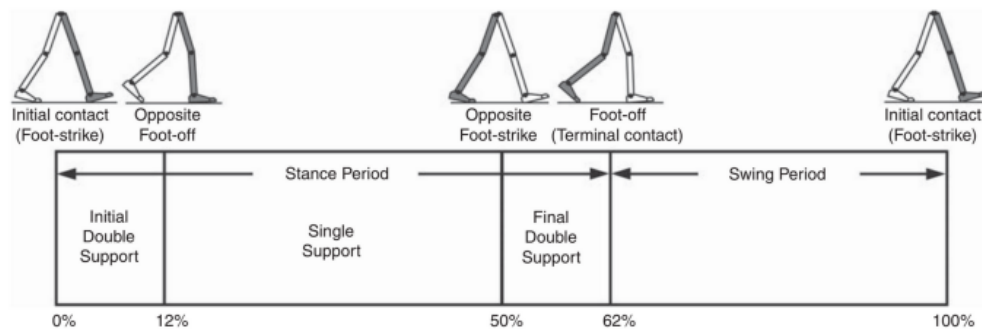 Initial contact
(Foot-strike)
Opposite
Foot-off
Opposite
Foot-strike
Foot-off
(Terminal contact)
Initial contact
(Foot-strike)
Stance Period
Swing Period
Initial
Double
Support
Single
Support
Final
Double
Support
0%
12%
50%
62%
100%